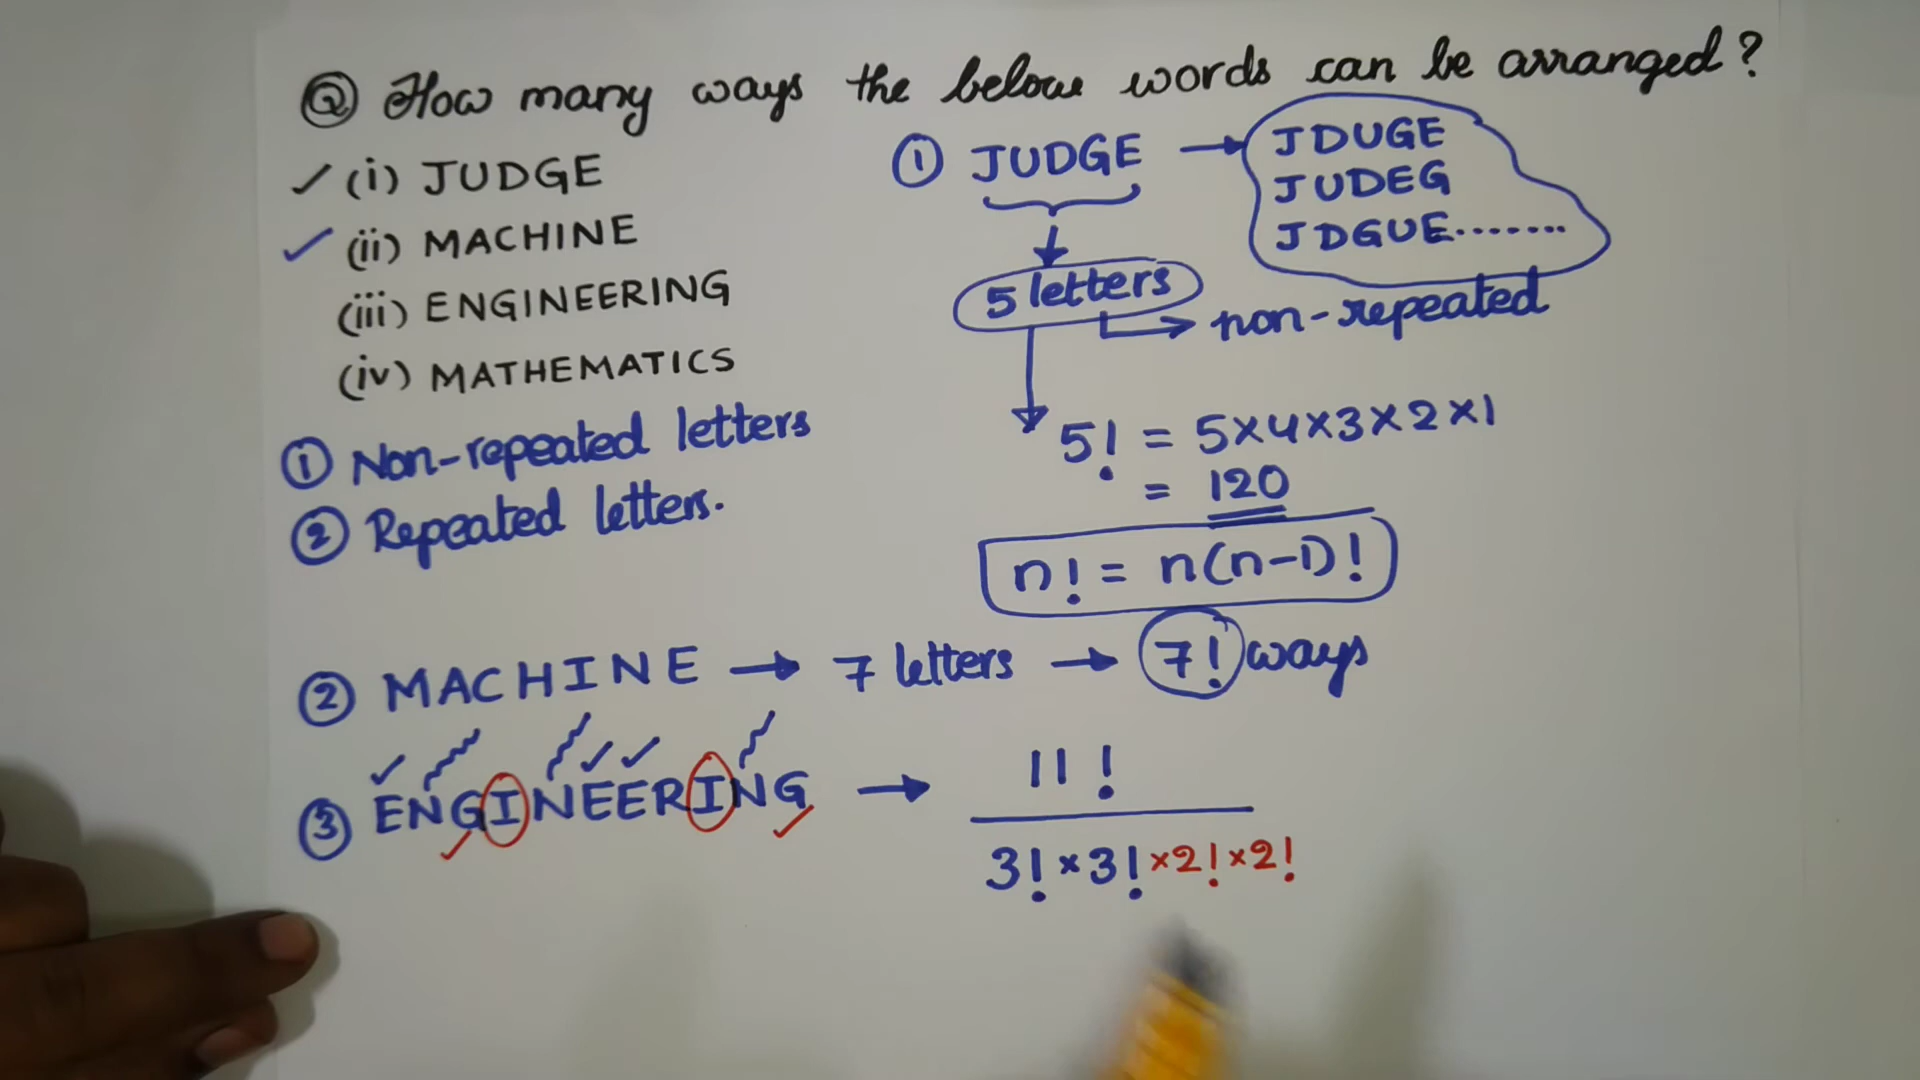 Q How many ways the below words can be arranged?
(i) JUDGE
(ii) MACHINE
(iii) ENGINEERING
(iv) MATHEMATICS
1 Non-repeated letters
2 Repeated letters.
1 JUDGE → JDUGE
JUDEG
JDGUE........
5 letters
→ non-repeated
5! = 5×4×3×2×1
= 120
n! = n(n-1)!
2 MACHINE → 7 letters → 7! ways
3 ENGINEERING → 11!
3!×3!×2!×2!